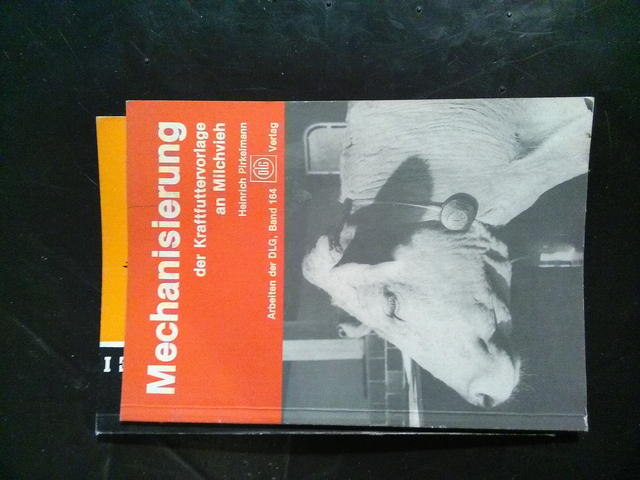 Mechanisierung
der Kraftfuttervorlage
an Milchvieh
Heinrich Pirkelmann
DLG
Arbeiten der DLG, Band 164 Verlag